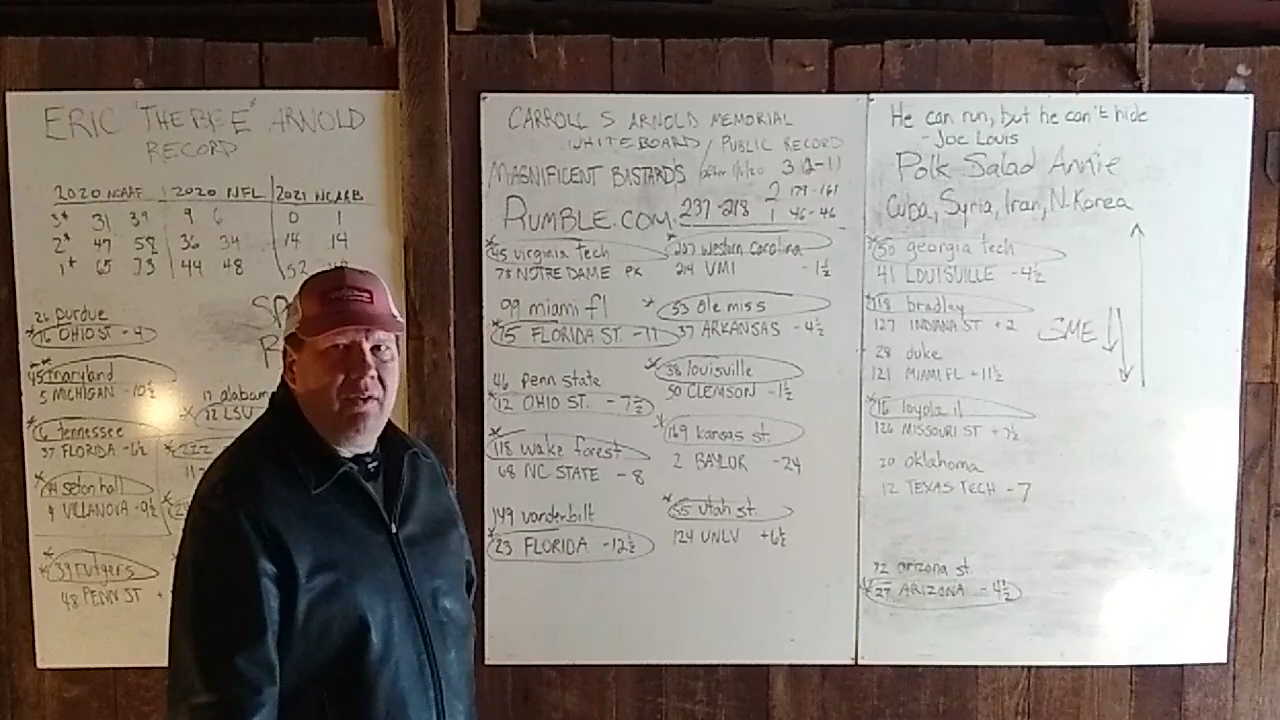 ERIC "THE BEE" ARNOLD
RECORD
2020 NCAAF 2020 NFL 2021 NCAAB
3* 31 39 9 6 0 1
2* 47 58 36 34 14 14
1* 65 73 44 48 52
26 purdue
*16 OHIO ST - 4
**
45 maryland
5 MICHIGAN -10½
*
6 tennessee
37 FLORIDA -6½
*
44 seton hall
9 VILLANOVA -9½
*
*39 rutgers
48 PENN ST +
12 LSU
CARROLL S ARNOLD MEMORIAL
WHITEBOARD / PUBLIC RECORD
MAGNIFICENT BASTARDS 3 12-11
2 179-161
RUMBLE.COM 237-218 1 46-46
*45 virginia tech
78 NOTRE DAME PK
99 miami fl
*15 FLORIDA ST. -11
46 penn state
*12 OHIO ST. - 7½
*
118 wake forest
68 NC STATE - 8
149 vanderbilt
*23 FLORIDA -12½
*207 western carolina
214 VMI - 1½
* 53 ole miss
37 ARKANSAS - 4½
*38 louisville
50 CLEMSON -1½
*169 kansas st.
2 BAYLOR -24
*55 utah st.
124 UNLV +6½
He can run, but he can't hide
- Joe Louis
Polk Salad Annie
Cuba, Syria, Iran, N.Korea
*50 georgia tech
41 LOUISVILLE -4½
*118 bradley
127 INDIANA ST +2
SME
28 duke
121 MIAMI FL +11½
*16 loyola il
126 MISSOURI ST + 7½
20 oklahoma
12 TEXAS TECH - 7
72 arizona st.
*27 ARIZONA - 4½